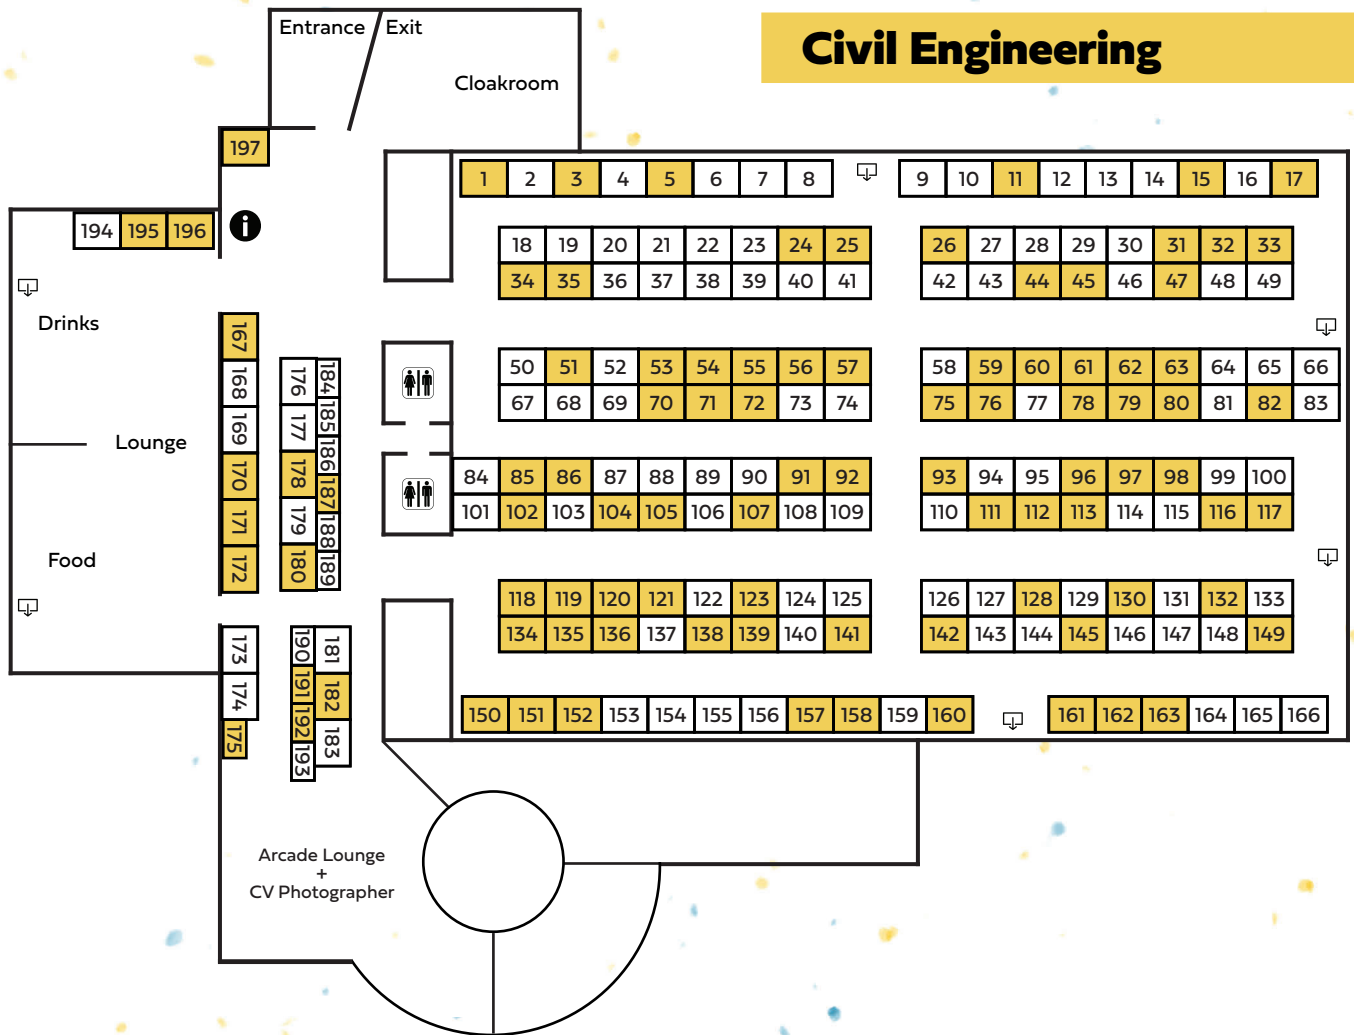 Entrance / Exit
Civil Engineering
Cloakroom
197
1 2 3 4 5 6 7 8
9 10 11 12 13 14 15 16 17
194 195 196
i
18 19 20 21 22 23 24 25
26 27 28 29 30 31 32 33
34 35 36 37 38 39 40 41
42 43 44 45 46 47 48 49
Drinks
167
168
169
170
171
172
176
177
178
179
180
184
185
186
187
188
189
50 51 52 53 54 55 56 57
58 59 60 61 62 63 64 65 66
67 68 69 70 71 72 73 74
75 76 77 78 79 80 81 82 83
Lounge
84 85 86 87 88 89 90 91 92
93 94 95 96 97 98 99 100
101 102 103 104 105 106 107 108 109
110 111 112 113 114 115 116 117
Food
118 119 120 121 122 123 124 125
126 127 128 129 130 131 132 133
134 135 136 137 138 139 140 141
142 143 144 145 146 147 148 149
173
174
175
190
191
192
193
181
182
183
150 151 152 153 154 155 156 157 158 159 160
161 162 163 164 165 166
Arcade Lounge
+
CV Photographer